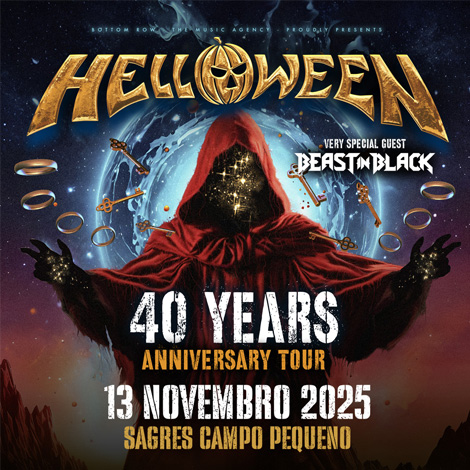 BOTTOM ROW - THE MUSIC AGENCY - PROUDLY PRESENTS
HELLOWEEN
VERY SPECIAL GUEST
BEAST IN BLACK
40 YEARS
ANNIVERSARY TOUR
13 NOVEMBRO 2025
SAGRES CAMPO PEQUENO